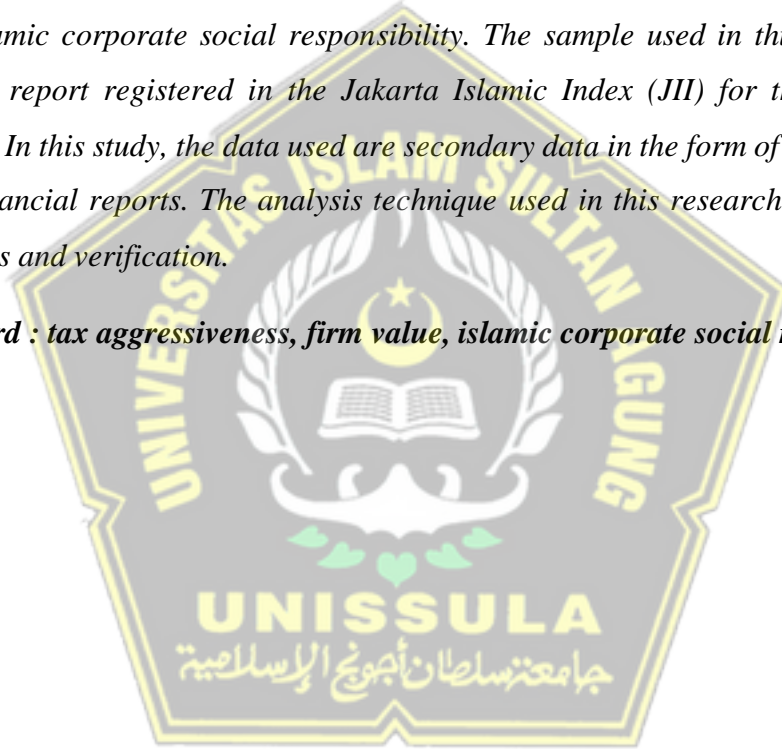 amic corporate social responsibility. The sample used in th
report registered in the Jakarta Islamic Index (JII) for th
In this study, the data used are secondary data in the form of
ancial reports. The analysis technique used in this research
s and verification.
rd : tax aggressiveness, firm value, islamic corporate social
UNIVERSITAS ISLAM SULTAN AGUNG
UNISSULA
جامعة سلطان أجونج الإسلامية